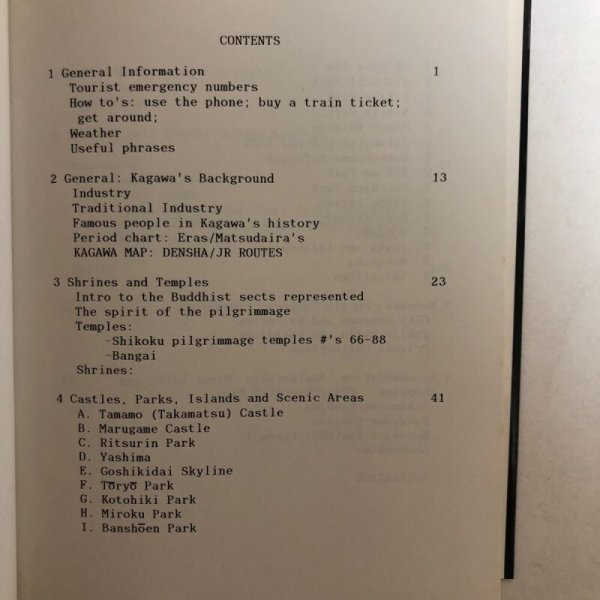 CONTENTS
1 General Information 1
Tourist emergency numbers
How to's: use the phone; buy a train ticket;
get around;
Weather
Useful phrases
2 General: Kagawa's Background 13
Industry
Traditional Industry
Famous people in Kagawa's history
Period chart: Eras/Matsudaira's
KAGAWA MAP: DENSHA/JR ROUTES
3 Shrines and Temples 23
Intro to the Buddhist sects represented
The spirit of the pilgrimmage
Temples:
-Shikoku pilgrimmage temples #'s 66-88
-Bangai
Shrines:
4 Castles, Parks, Islands and Scenic Areas 41
A. Tamamo (Takamatsu) Castle
B. Marugame Castle
C. Ritsurin Park
D. Yashima
E. Goshikidai Skyline
F. Tōryō Park
G. Kotohiki Park
H. Miroku Park
I. Banshōen Park